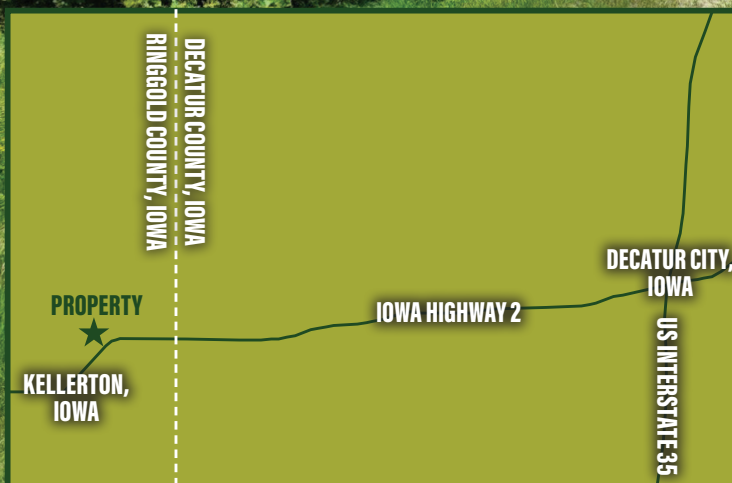 RINGGOLD COUNTY, IOWA
DECATUR COUNTY, IOWA
DECATUR CITY,
IOWA
PROPERTY
IOWA HIGHWAY 2
US INTERSTATE 35
KELLERTON,
IOWA